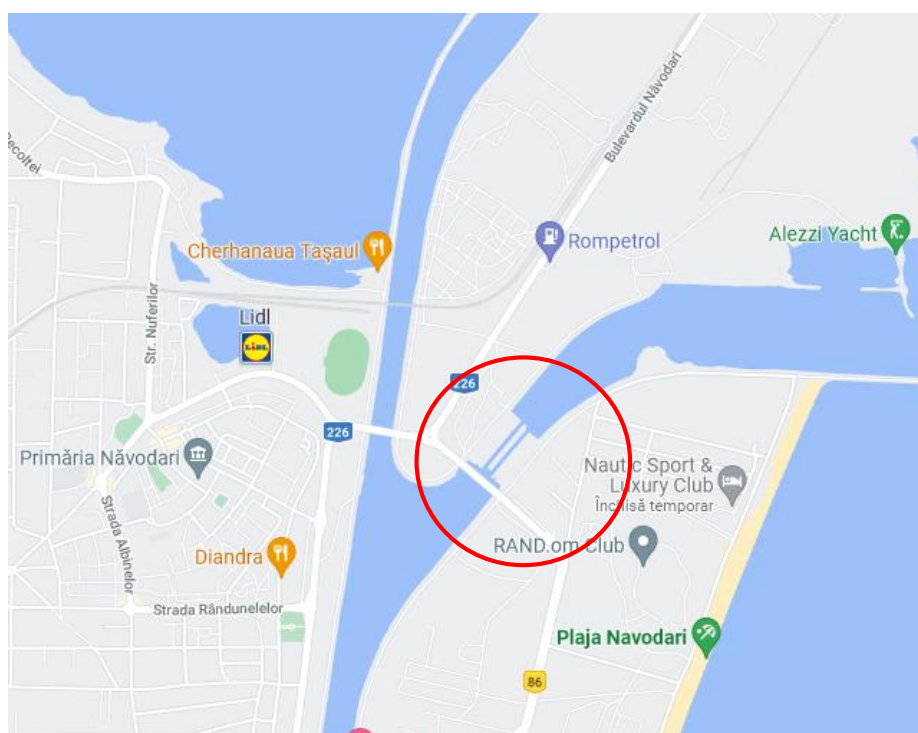 Recoltei
Bulevardul Năvodari
Cherhanaua Tașaul
Rompetrol
Alezzi Yacht
Str. Nuferilor
Lidl
LIDL
226
226
Primăria Năvodari
Nautic Sport &
Luxury Club
Închisă temporar
Strada Albinelor
RAND.om Club
Diandra
Strada Rândunelelor
Plaja Navodari
86